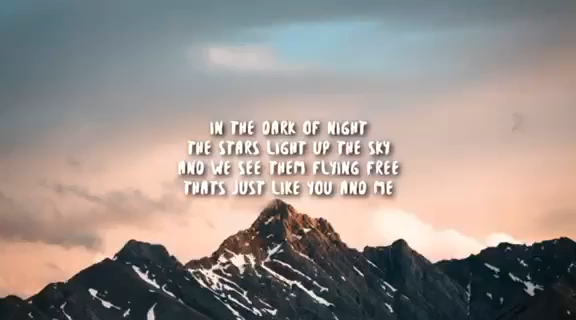 IN THE DARK OF NIGHT
THE STARS LIGHT UP THE SKY
AND WE SEE THEM FLYING FREE
THATS JUST LIKE YOU AND ME